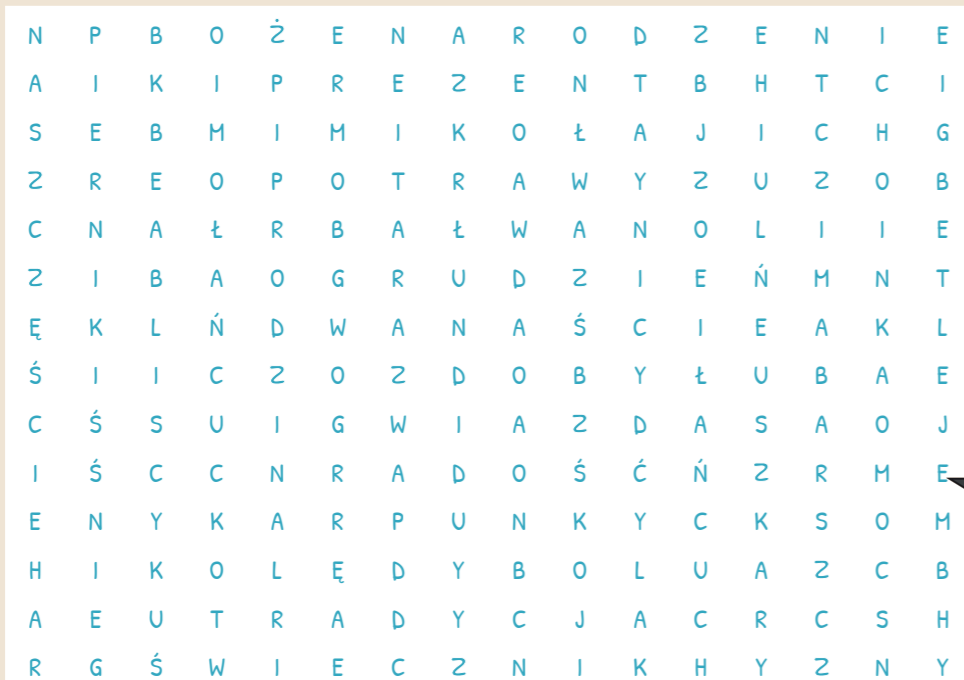 N P B O Ż E N A R O D Z E N I E
A I K I P R E Z E N T B H T C I
S E B M I M I K O Ł A J I C H G
Z R E O P O T R A W Y Z U Z O B
C N A Ł R B A Ł W A N O L I I E
Z I B A O G R U D Z I E Ń M N T
Ę K L Ń D W A N A Ś C I E A K L
Ś I I C Z O Z D O B Y Ł U B A E
C Ś S U I G W I A Z D A S A O J
I Ś C C N R A D O Ś Ć Ń Z R M E
E N Y K A R P U N K Y C K S O M
H I K O L Ę D Y B O L U A Z C B
A E U T R A D Y C J A C R C S H
R G Ś W I E C Z N I K H Y Z N Y